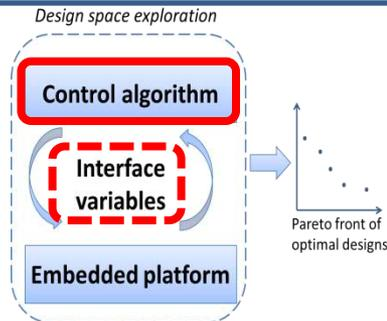 Design space exploration
Control algorithm
Interface
variables
Embedded platform
Pareto front of
optimal designs